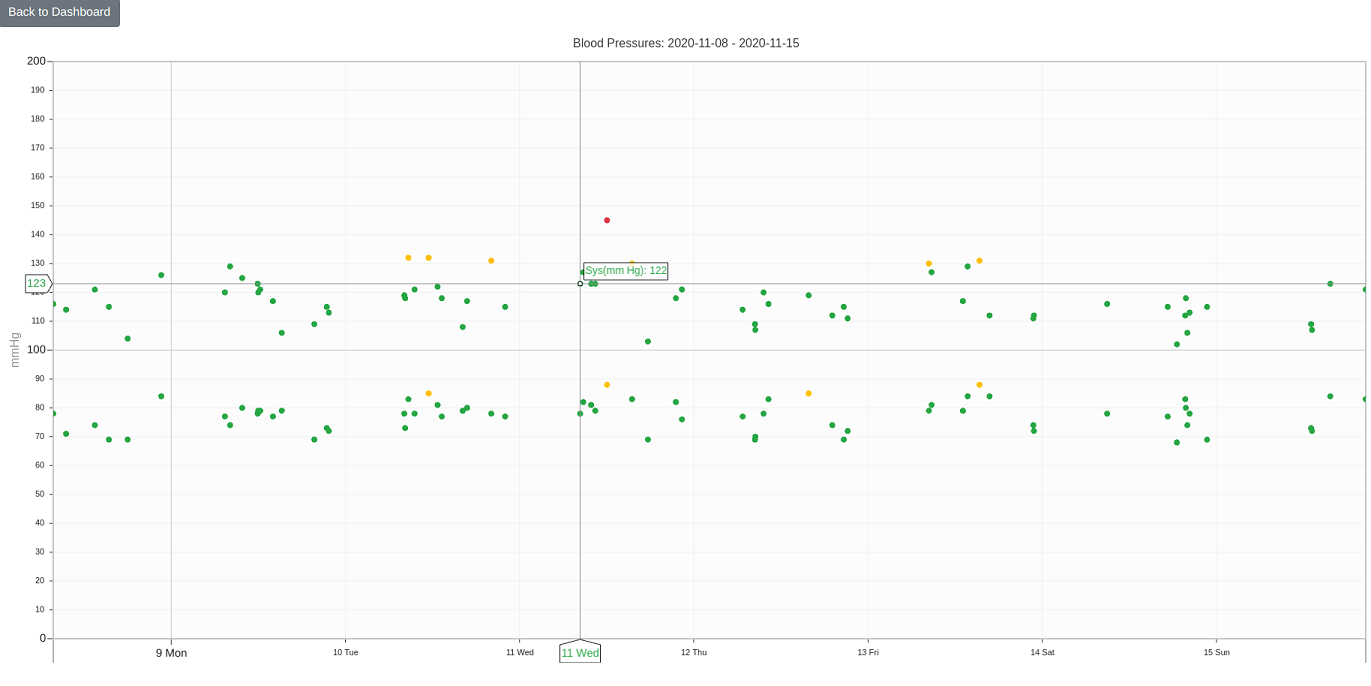 Back to Dashboard
Blood Pressures: 2020-11-08 - 2020-11-15
200
190
180
170
160
150
140
130
Sys(mm Hg): 122
123
110
mmHg
100
90
80
70
60
50
40
30
20
10
0
9 Mon
10 Tue
11 Wed
11 Wed
12 Thu
13 Fri
14 Sat
15 Sun